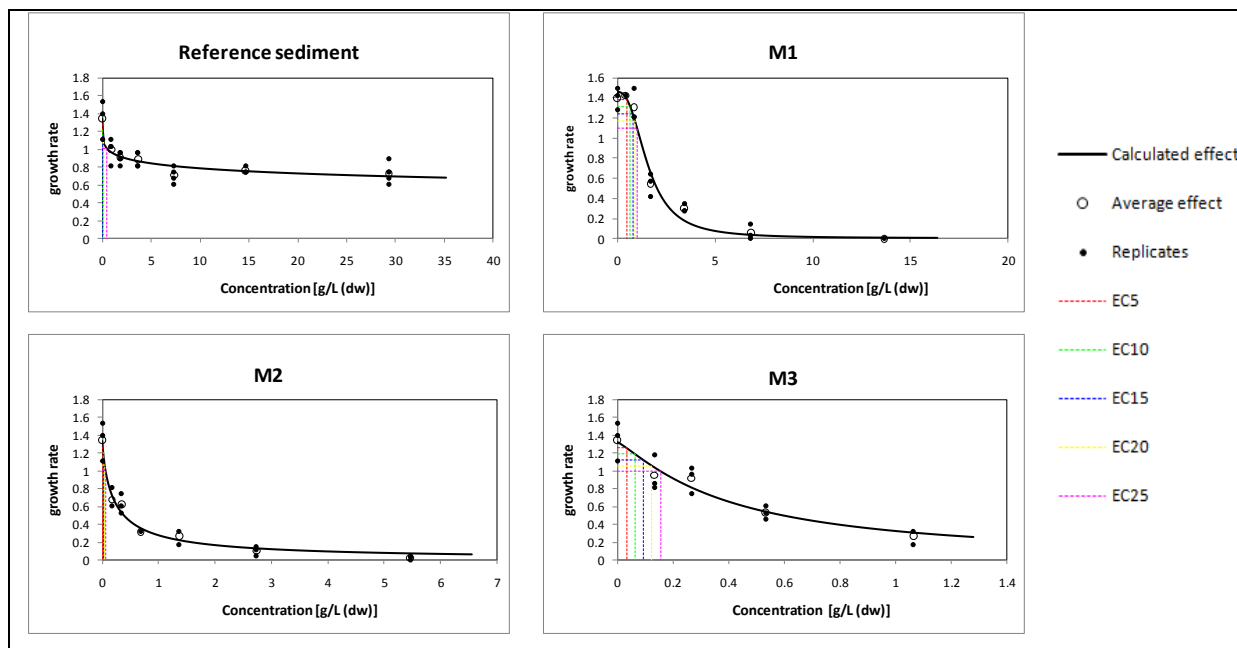 Reference sediment
growth rate
1.8
1.6
1.4
1.2
1
0.8
0.6
0.4
0.2
0
0 5 10 15 20 25 30 35 40
Concentration [g/L (dw)]
M1
growth rate
1.6
1.4
1.2
1
0.8
0.6
0.4
0.2
0
0 5 10 15 20
Concentration [g/L (dw)]
M2
growth rate
1.8
1.6
1.4
1.2
1
0.8
0.6
0.4
0.2
0
0 1 2 3 4 5 6 7
Concentration [g/L (dw)]
M3
growth rate
1.8
1.6
1.4
1.2
1
0.8
0.6
0.4
0.2
0
0 0.2 0.4 0.6 0.8 1 1.2 1.4
Concentration [g/L (dw)]
Calculated effect
Average effect
Replicates
EC5
EC10
EC15
EC20
EC25